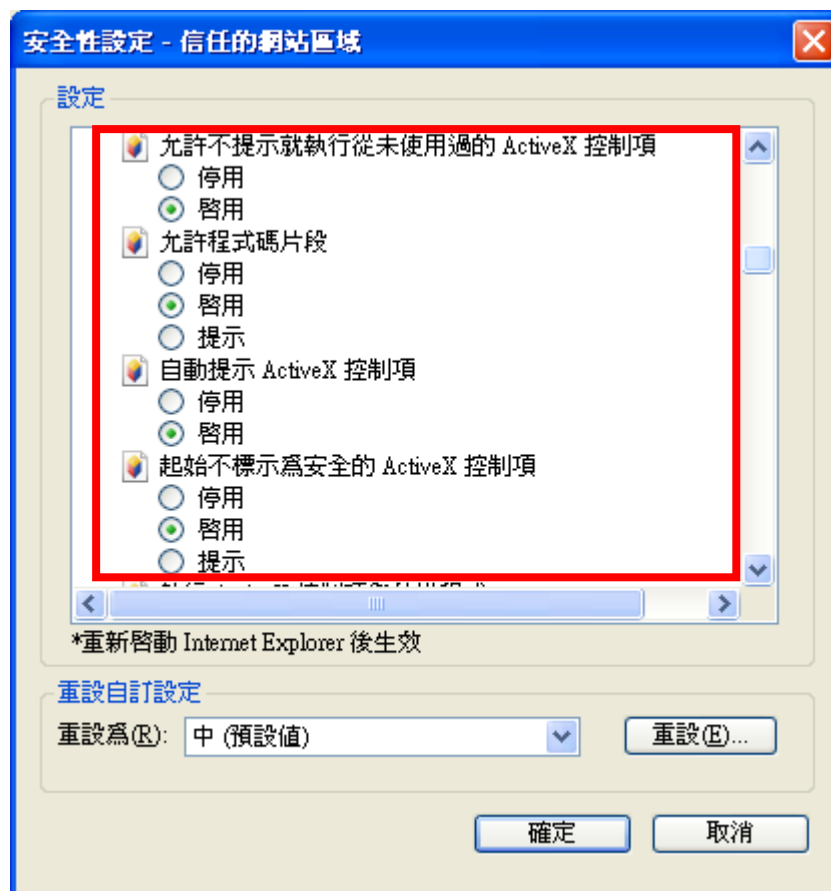 安全性設定 - 信任的網站區域
設定
允許不提示就執行從未使用過的 ActiveX 控制項
停用
啓用
允許程式碼片段
停用
啓用
提示
自動提示 ActiveX 控制項
停用
啓用
起始不標示爲安全的 ActiveX 控制項
停用
啓用
提示
*重新啓動 Internet Explorer 後生效
重設自訂設定
重設爲(R): 中 (預設值) 重設(E)...
確定 取消